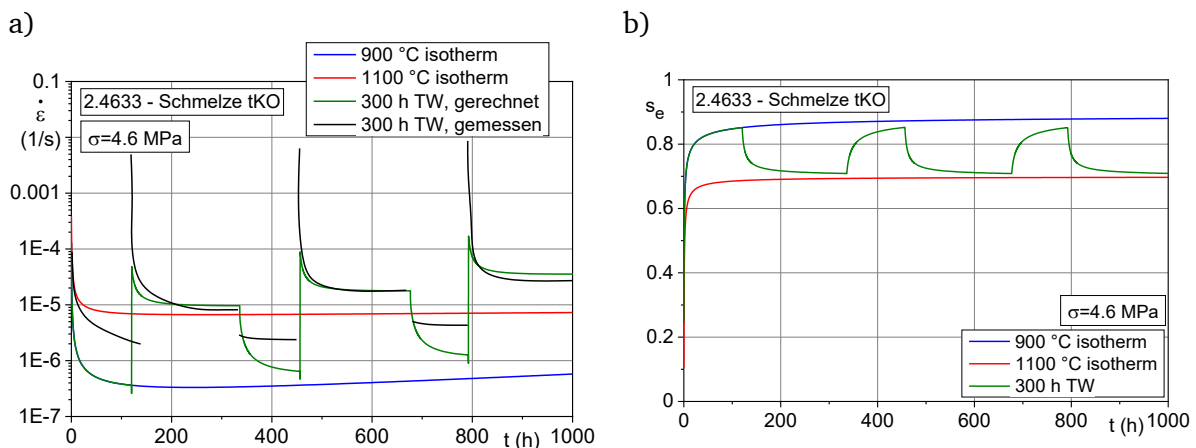 a)
900 °C isotherm
1100 °C isotherm
300 h TW, gerechnet
300 h TW, gemessen
0.1
ε̇
(1/s)
0.001
1E-4
1E-5
1E-6
1E-7
2.4633 - Schmelze tKO
σ=4.6 MPa
0 200 400 600 800 1000
t (h)
b)
1
s_e
0.8
0.6
0.4
0.2
0
2.4633 - Schmelze tKO
σ=4.6 MPa
900 °C isotherm
1100 °C isotherm
300 h TW
0 200 400 600 800 t (h) 1000